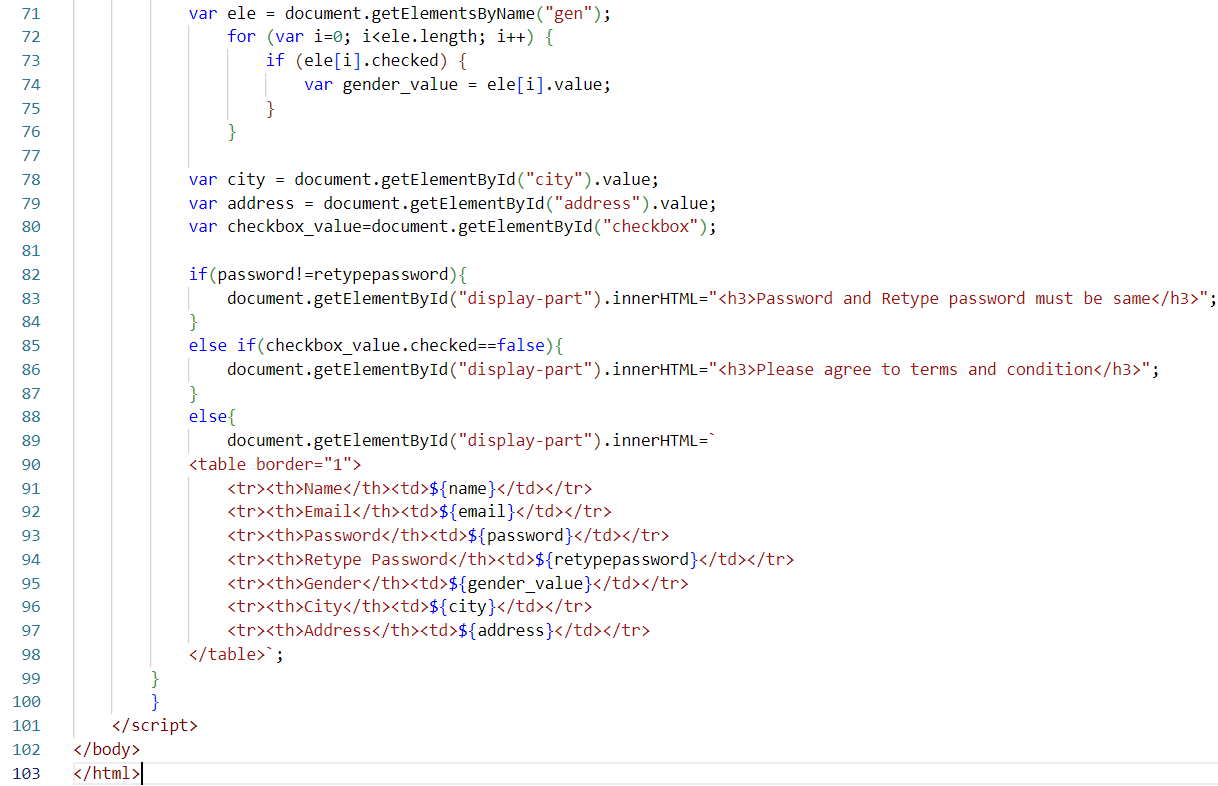 71 var ele = document.getElementsByName("gen");
72 for (var i=0; i<ele.length; i++) {
73 if (ele[i].checked) {
74 var gender_value = ele[i].value;
75 }
76 }
77
78 var city = document.getElementById("city").value;
79 var address = document.getElementById("address").value;
80 var checkbox_value=document.getElementById("checkbox");
81
82 if(password!=retypepassword){
83 document.getElementById("display-part").innerHTML="<h3>Password and Retype password must be same</h3>";
84 }
85 else if(checkbox_value.checked==false){
86 document.getElementById("display-part").innerHTML="<h3>Please agree to terms and condition</h3>";
87 }
88 else{
89 document.getElementById("display-part").innerHTML=`
90 <table border="1">
91 <tr><th>Name</th><td>${name}</td></tr>
92 <tr><th>Email</th><td>${email}</td></tr>
93 <tr><th>Password</th><td>${password}</td></tr>
94 <tr><th>Retype Password</th><td>${retypepassword}</td></tr>
95 <tr><th>Gender</th><td>${gender_value}</td></tr>
96 <tr><th>City</th><td>${city}</td></tr>
97 <tr><th>Address</th><td>${address}</td></tr>
98 </table>`;
99 }
100 }
101 </script>
102 </body>
103 </html>